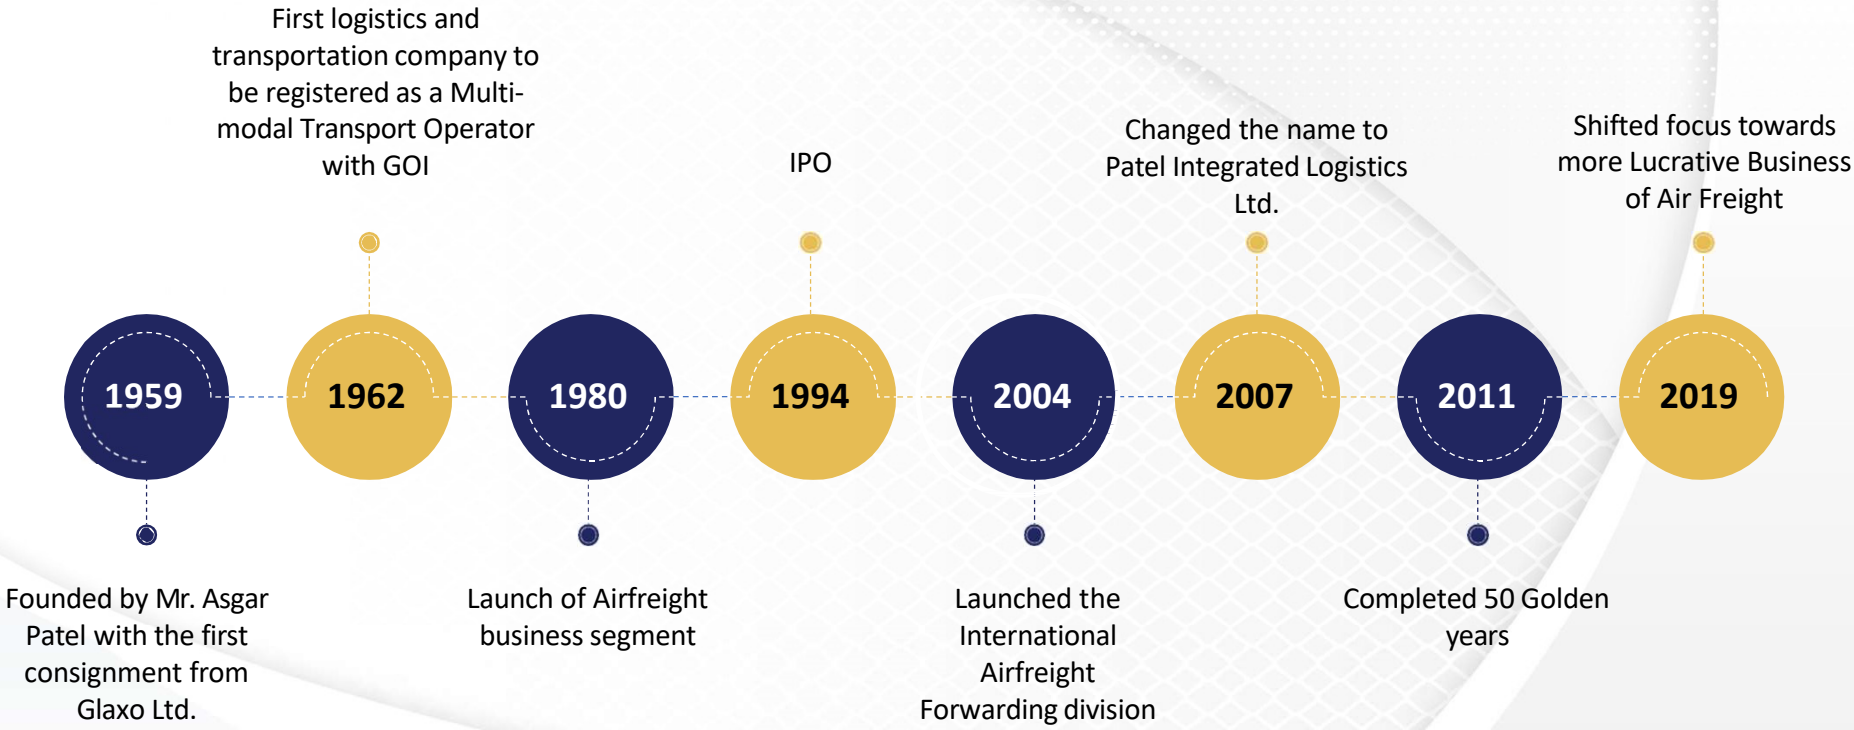 First logistics and
transportation company to
be registered as a Multi-
modal Transport Operator
with GOI
IPO
Changed the name to
Patel Integrated Logistics
Ltd.
Shifted focus towards
more Lucrative Business
of Air Freight
1959
1962
1980
1994
2004
2007
2011
2019
Founded by Mr. Asgar
Patel with the first
consignment from
Glaxo Ltd.
Launch of Airfreight
business segment
Launched the
International
Airfreight
Forwarding division
Completed 50 Golden
years